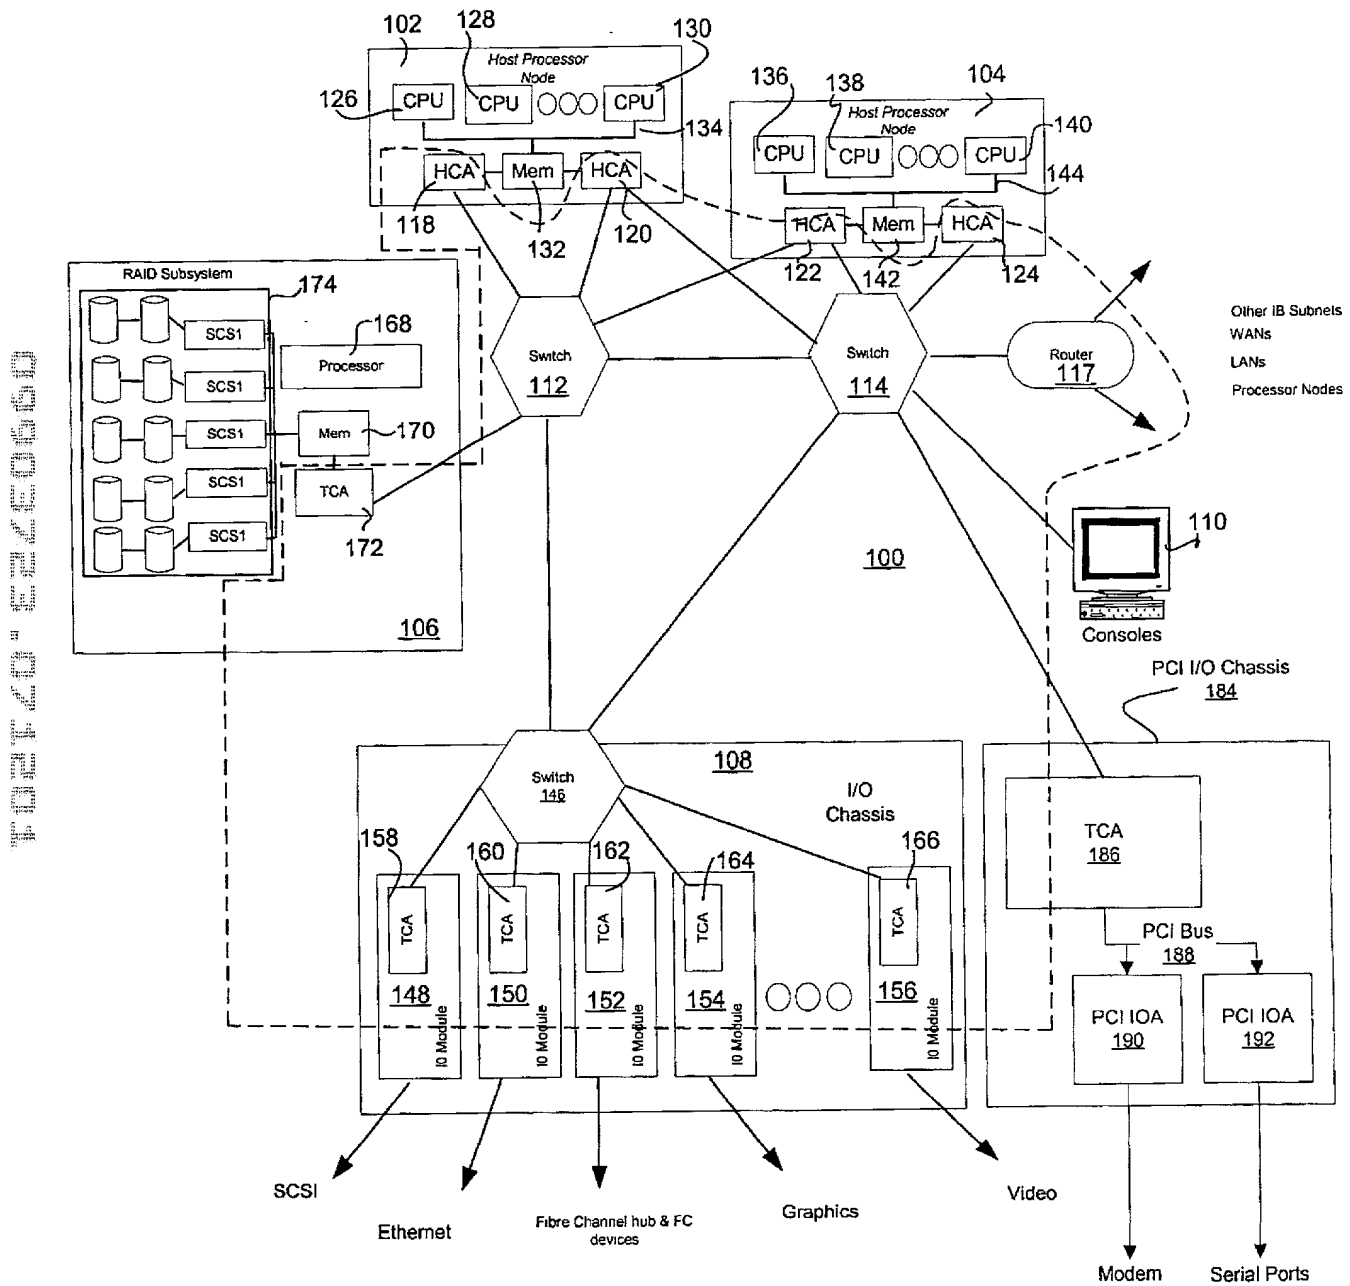 102
128
130
Host Processor
Node
126
CPU
CPU
CPU
134
HCA
Mem
HCA
118
132
120
136
138
104
Host Processor
Node
140
CPU
CPU
CPU
144
HCA
Mem
HCA
122
142
124
RAID Subsystem
174
168
SCS1
Processor
SCS1
SCS1
Mem
170
SCS1
TCA
SCS1
172
106
Switch
112
Switch
114
Router
117
Other IB Subnels
WANs
LANs
Processor Nodes
100
110
Consoles
PCI I/O Chassis
184
Switch
146
108
I/O
Chassis
158
160
162
164
166
TCA
TCA
TCA
TCA
TCA
148
150
152
154
156
I0 Module
I0 Module
I0 Module
I0 Module
I0 Module
TCA
186
PCI Bus
188
PCI IOA
190
PCI IOA
192
SCSI
Ethernet
Fibre Channel hub & FC
devices
Graphics
Video
Modem
Serial Ports